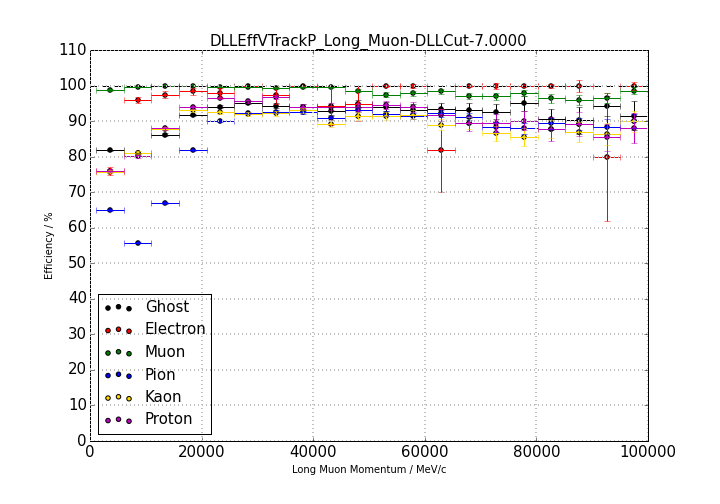 DLLEffVTrackP_Long_Muon-DLLCut-7.0000
110
100
90
80
70
60
50
40
30
20
10
0
Efficiency / %
Ghost
Electron
Muon
Pion
Kaon
Proton
0 20000 40000 60000 80000 100000
Long Muon Momentum / MeV/c